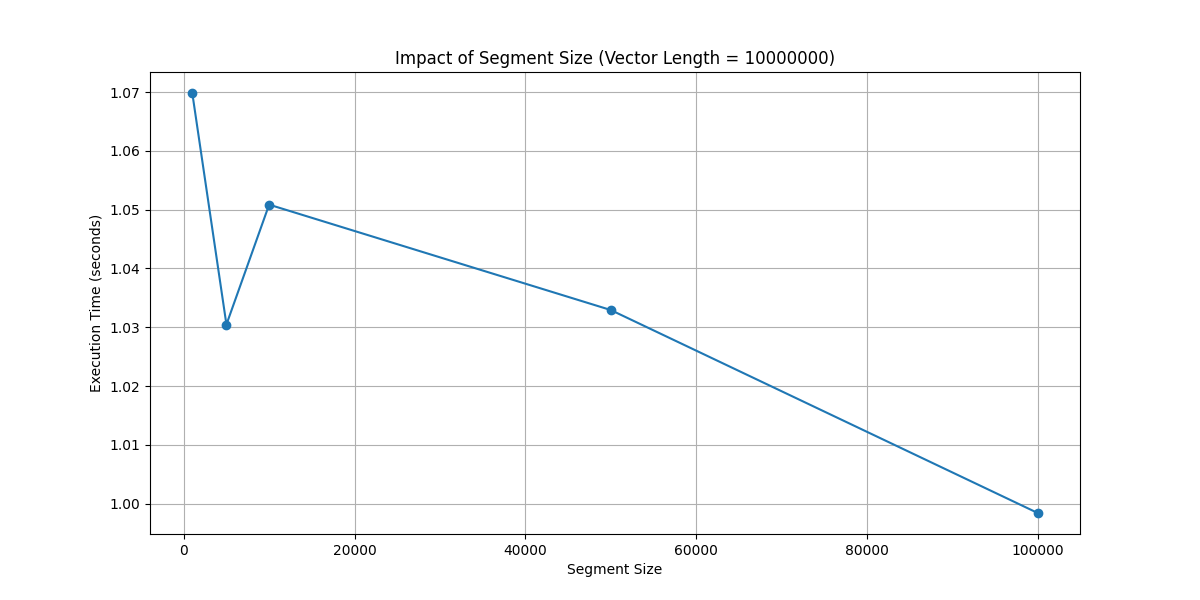 Impact of Segment Size (Vector Length = 10000000)
1.07
1.06
1.05
1.04
1.03
1.02
1.01
1.00
Execution Time (seconds)
0 20000 40000 60000 80000 100000
Segment Size